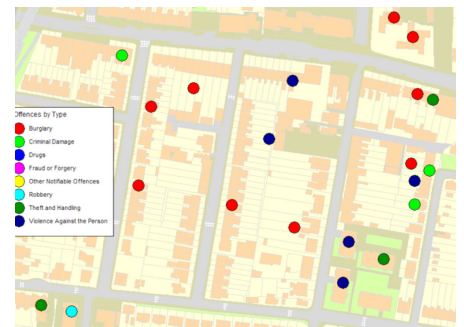 Offences by Type
Burglary
Criminal Damage
Drugs
Fraud or Forgery
Other Notifiable Offences
Robbery
Theft and Handling
Violence Against the Person